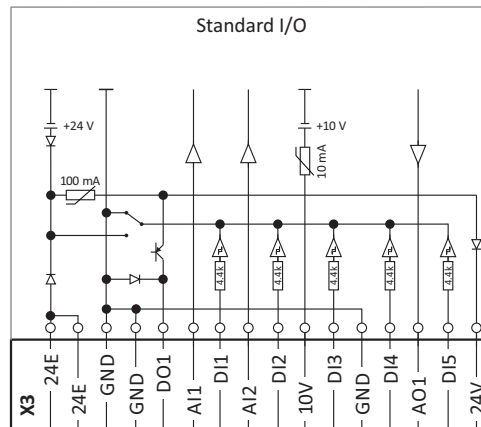 Standard I/O
+24 V
+10 V
100 mA
10 mA
4.4k
4.4k
4.4k
4.4k
4.4k
X3
24E
24E
GND
GND
DO1
AI1
DI1
AI2
DI2
10V
DI3
GND
DI4
AO1
DI5
24V